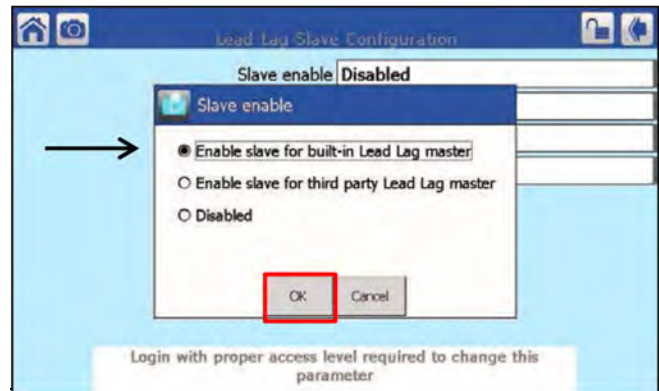 Lead Lag Slave Configuration
Slave enable Disabled
Slave enable
Enable slave for built-in Lead Lag master
Enable slave for third party Lead Lag master
Disabled
OK Cancel
Login with proper access level required to change this
parameter